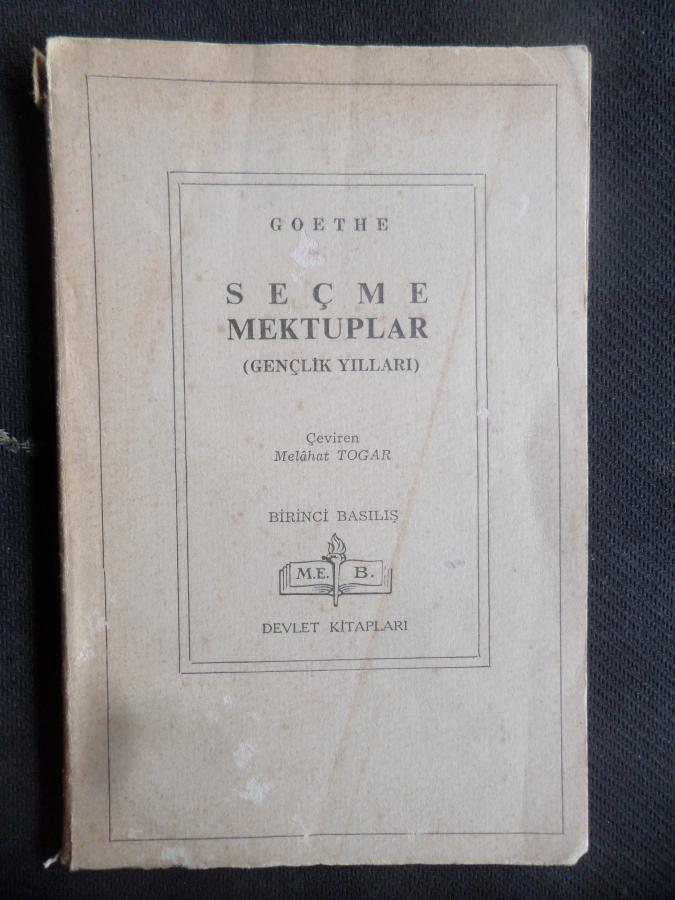 GOETHE
SEÇME
MEKTUPLAR
(GENÇLİK YILLARI)
Çeviren
Melâhat TOGAR
BİRİNCİ BASILIŞ
M.E. B.
DEVLET KİTAPLARI